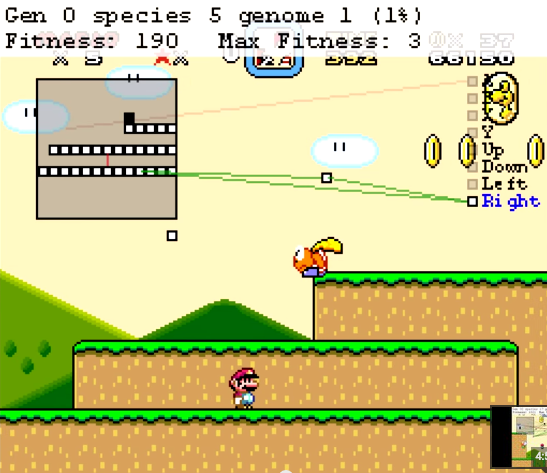 Gen 0 species 5 genome 1 (1%)
Fitness: 190 Max Fitness: 3
Y
Up
Down
Left
Right